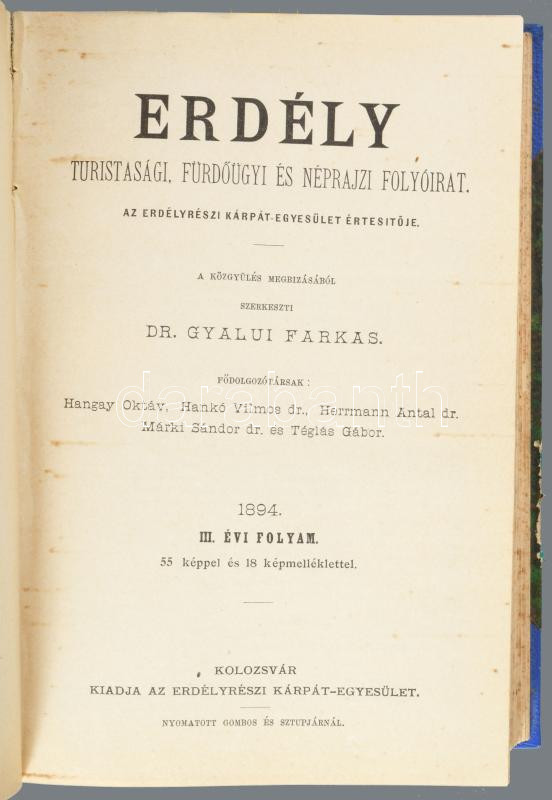 ERDÉLY
TURISTASÁGI, FÜRDŐÜGYI ÉS NÉPRAJZI FOLYÓIRAT.
AZ ERDÉLYRÉSZI KÁRPÁT-EGYESÜLET ÉRTESITŐJE.
A KÖZGYÜLÉS MEGBIZÁSÁBÓL
SZERKESZTI
DR. GYALUI FARKAS.
FŐDOLGOZÓTÁRSAK:
Hangay Oktáv, Hankó Vilmos dr., Herrmann Antal dr.
Márki Sándor dr. és Téglás Gábor.
darabanth
1894.
III. ÉVI FOLYAM.
55 képpel és 18 képmelléklettel.
KOLOZSVÁR
KIADJA AZ ERDÉLYRÉSZI KÁRPÁT-EGYESÜLET.
NYOMATOTT GOMBOS ÉS SZTUPJÁRNÁL.